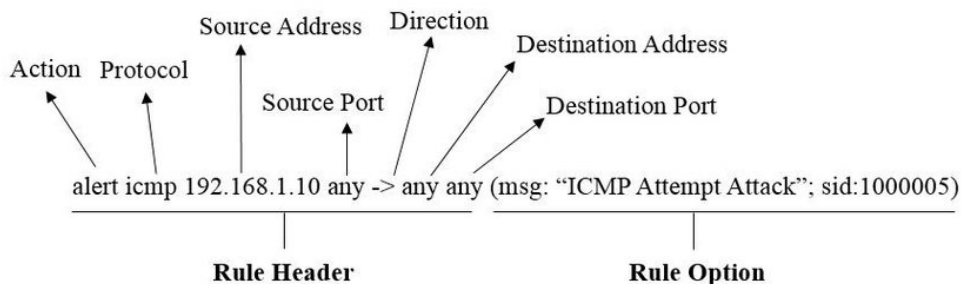 Source Address
Direction
Destination Address
Action
Protocol
Source Port
Destination Port
alert icmp 192.168.1.10 any -> any any (msg: “ICMP Attempt Attack”; sid:1000005)
Rule Header
Rule Option